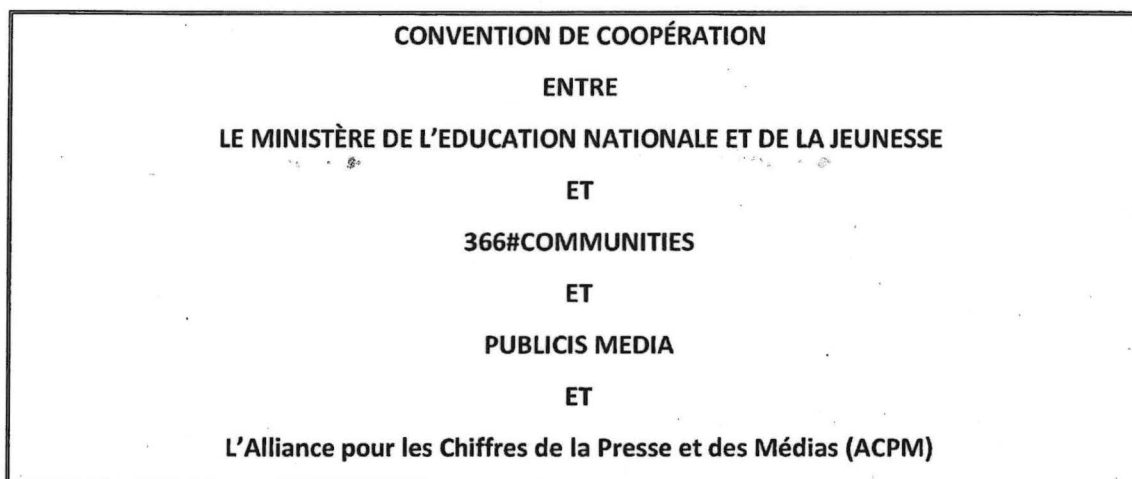 CONVENTION DE COOPÉRATION
ENTRE
LE MINISTÈRE DE L'EDUCATION NATIONALE ET DE LA JEUNESSE
ET
366#COMMUNITIES
ET
PUBLICIS MEDIA
ET
L'Alliance pour les Chiffres de la Presse et des Médias (ACPM)